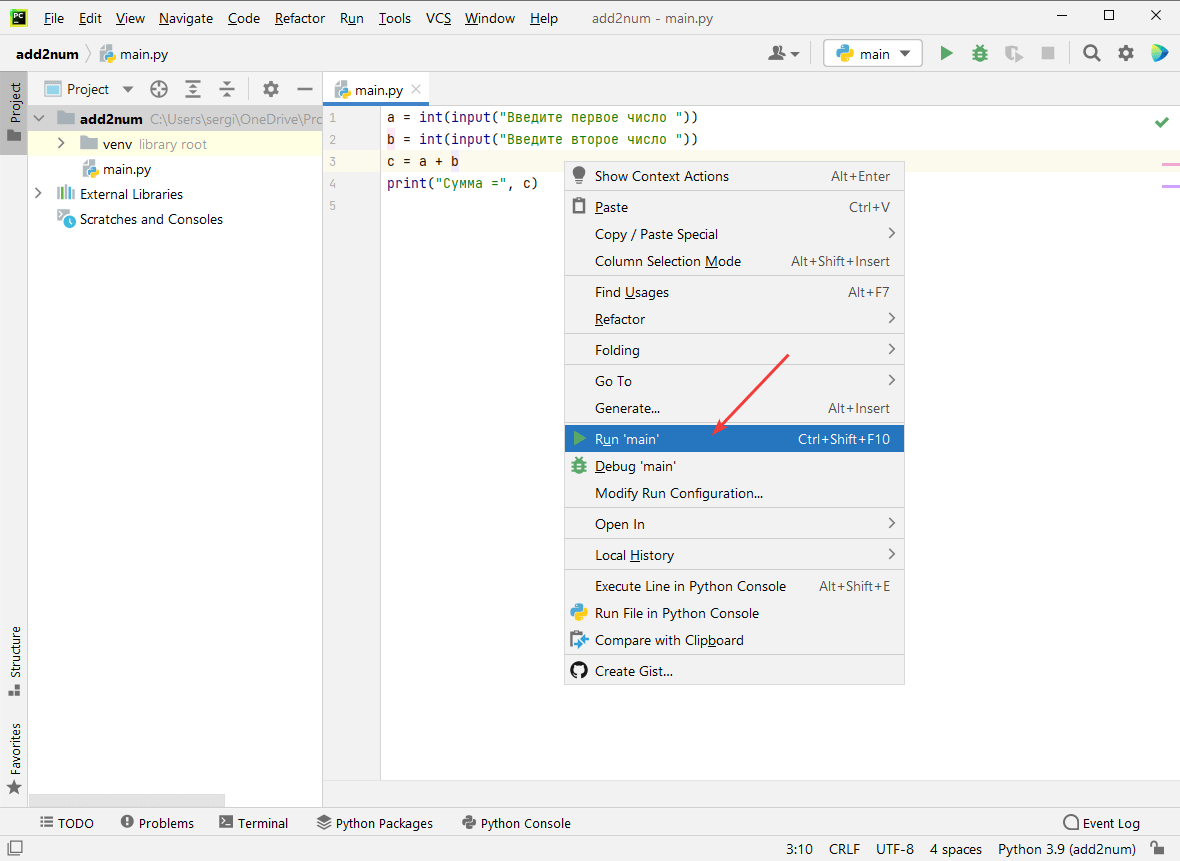 PC File Edit View Navigate Code Refactor Run Tools VCS Window Help add2num - main.py
add2num main.py main
Project Project main.py
add2num C:\Users\sergi\OneDrive\Prc
venv library root
main.py
External Libraries
Scratches and Consoles
1 a = int(input("Введите первое число "))
2 b = int(input("Введите второе число "))
3 c = a + b
4 print("Сумма =", c)
5
Show Context Actions Alt+Enter
Paste Ctrl+V
Copy / Paste Special
Column Selection Mode Alt+Shift+Insert
Find Usages Alt+F7
Refactor
Folding
Go To
Generate... Alt+Insert
Run 'main' Ctrl+Shift+F10
Debug 'main'
Modify Run Configuration...
Open In
Local History
Execute Line in Python Console Alt+Shift+E
Run File in Python Console
Compare with Clipboard
Create Gist...
Structure
Favorites
TODO Problems Terminal Python Packages Python Console Event Log
3:10 CRLF UTF-8 4 spaces Python 3.9 (add2num)